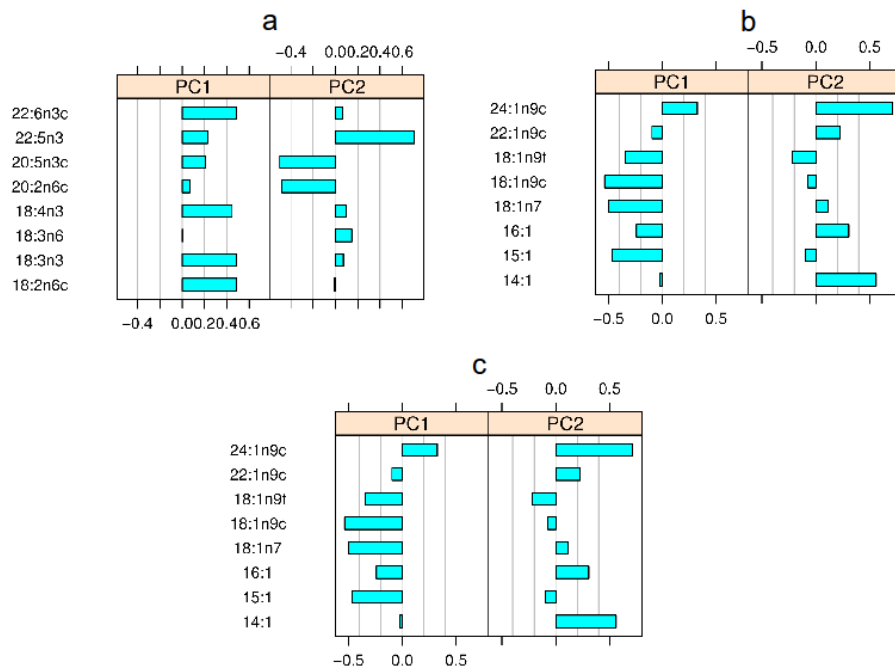 a
−0.4 0.00.20.40.6
PC1 PC2
22:6n3c
22:5n3
20:5n3c
20:2n6c
18:4n3
18:3n6
18:3n3
18:2n6c
−0.4 0.00.20.40.6
b
−0.5 0.0 0.5
PC1 PC2
24:1n9c
22:1n9c
18:1n9t
18:1n9c
18:1n7
16:1
15:1
14:1
−0.5 0.0 0.5
c
−0.5 0.0 0.5
PC1 PC2
24:1n9c
22:1n9c
18:1n9t
18:1n9c
18:1n7
16:1
15:1
14:1
−0.5 0.0 0.5